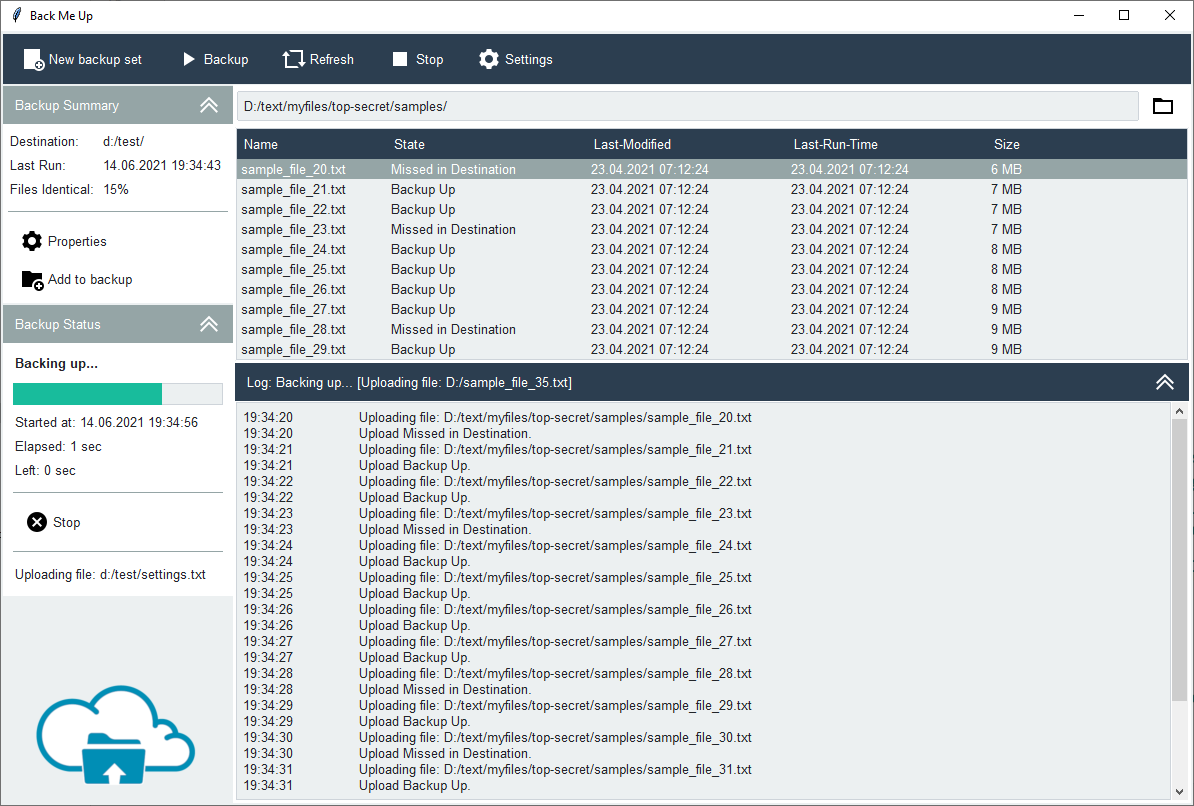 Back Me Up
New backup set Backup Refresh Stop Settings
Backup Summary
Destination: d:/test/
Last Run: 14.06.2021 19:34:43
Files Identical: 15%
Properties
Add to backup
Backup Status
Backing up...
Started at: 14.06.2021 19:34:56
Elapsed: 1 sec
Left: 0 sec
Stop
Uploading file: d:/test/settings.txt
D:/text/myfiles/top-secret/samples/
Name State Last-Modified Last-Run-Time Size
sample_file_20.txt Missed in Destination 23.04.2021 07:12:24 23.04.2021 07:12:24 6 MB
sample_file_21.txt Backup Up 23.04.2021 07:12:24 23.04.2021 07:12:24 7 MB
sample_file_22.txt Backup Up 23.04.2021 07:12:24 23.04.2021 07:12:24 7 MB
sample_file_23.txt Missed in Destination 23.04.2021 07:12:24 23.04.2021 07:12:24 7 MB
sample_file_24.txt Backup Up 23.04.2021 07:12:24 23.04.2021 07:12:24 8 MB
sample_file_25.txt Backup Up 23.04.2021 07:12:24 23.04.2021 07:12:24 8 MB
sample_file_26.txt Backup Up 23.04.2021 07:12:24 23.04.2021 07:12:24 8 MB
sample_file_27.txt Backup Up 23.04.2021 07:12:24 23.04.2021 07:12:24 9 MB
sample_file_28.txt Missed in Destination 23.04.2021 07:12:24 23.04.2021 07:12:24 9 MB
sample_file_29.txt Backup Up 23.04.2021 07:12:24 23.04.2021 07:12:24 9 MB
Log: Backing up... [Uploading file: D:/sample_file_35.txt]
19:34:20 Uploading file: D:/text/myfiles/top-secret/samples/sample_file_20.txt
19:34:20 Upload Missed in Destination.
19:34:21 Uploading file: D:/text/myfiles/top-secret/samples/sample_file_21.txt
19:34:21 Upload Backup Up.
19:34:22 Uploading file: D:/text/myfiles/top-secret/samples/sample_file_22.txt
19:34:22 Upload Backup Up.
19:34:23 Uploading file: D:/text/myfiles/top-secret/samples/sample_file_23.txt
19:34:23 Upload Missed in Destination.
19:34:24 Uploading file: D:/text/myfiles/top-secret/samples/sample_file_24.txt
19:34:24 Upload Backup Up.
19:34:25 Uploading file: D:/text/myfiles/top-secret/samples/sample_file_25.txt
19:34:25 Upload Backup Up.
19:34:26 Uploading file: D:/text/myfiles/top-secret/samples/sample_file_26.txt
19:34:26 Upload Backup Up.
19:34:27 Uploading file: D:/text/myfiles/top-secret/samples/sample_file_27.txt
19:34:27 Upload Backup Up.
19:34:28 Uploading file: D:/text/myfiles/top-secret/samples/sample_file_28.txt
19:34:28 Upload Missed in Destination.
19:34:29 Uploading file: D:/text/myfiles/top-secret/samples/sample_file_29.txt
19:34:29 Upload Backup Up.
19:34:30 Uploading file: D:/text/myfiles/top-secret/samples/sample_file_30.txt
19:34:30 Upload Missed in Destination.
19:34:31 Uploading file: D:/text/myfiles/top-secret/samples/sample_file_31.txt
19:34:31 Upload Backup Up.